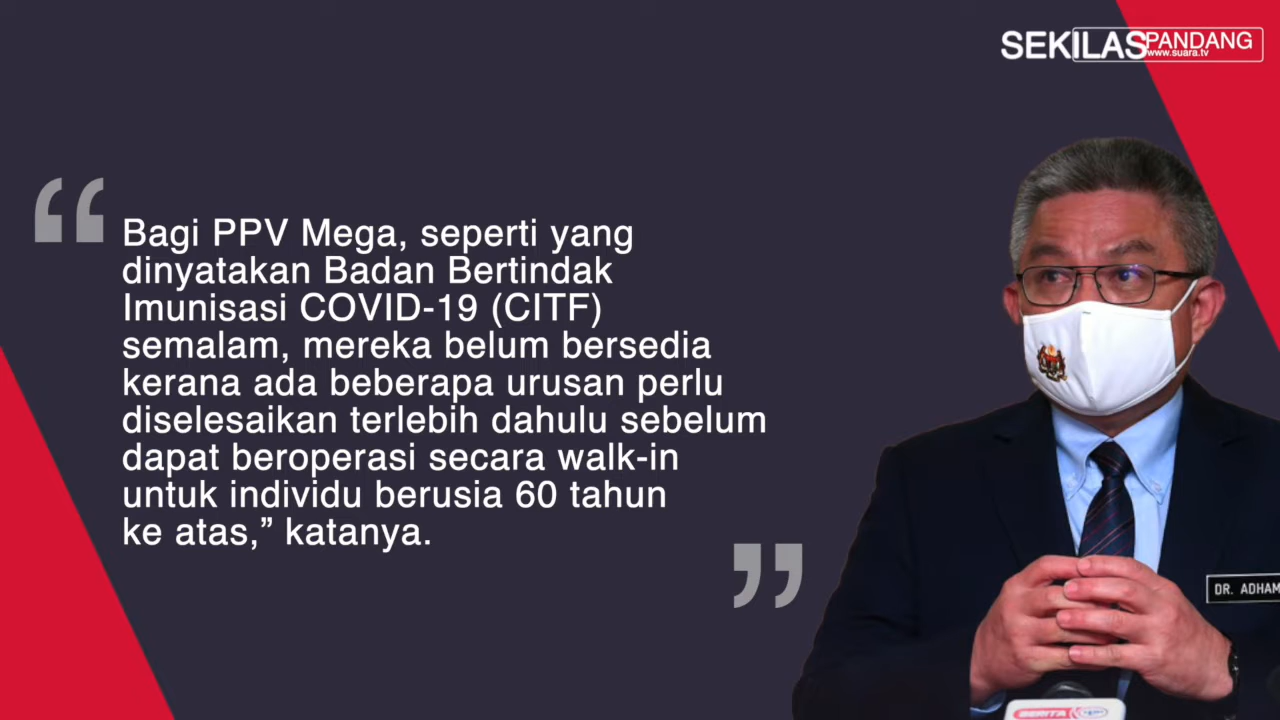 SEKILASPANDANG
www.suara.tv
Bagi PPV Mega, seperti yang
dinyatakan Badan Bertindak
Imunisasi COVID-19 (CITF)
semalam, mereka belum bersedia
kerana ada beberapa urusan perlu
diselesaikan terlebih dahulu sebelum
dapat beroperasi secara walk-in
untuk individu berusia 60 tahun
ke atas,” katanya.
DR. ADHAM
BERITA